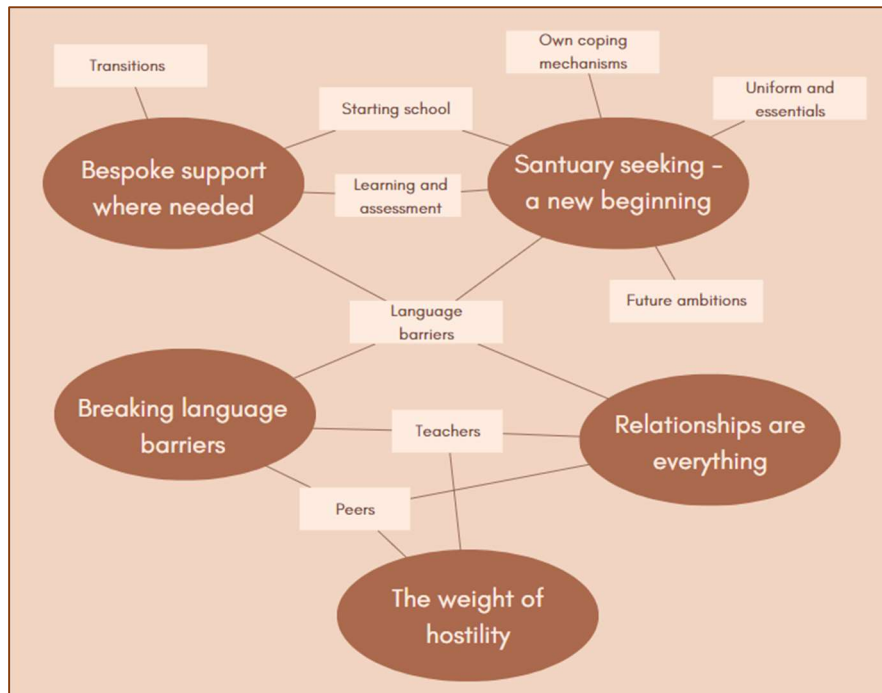 Transitions
Own coping
mechanisms
Uniform and
essentials
Starting school
Bespoke support
where needed
Santuary seeking -
a new beginning
Learning and
assessment
Future ambitions
Language
barriers
Breaking language
barriers
Teachers
Relationships are
everything
Peers
The weight of
hostility